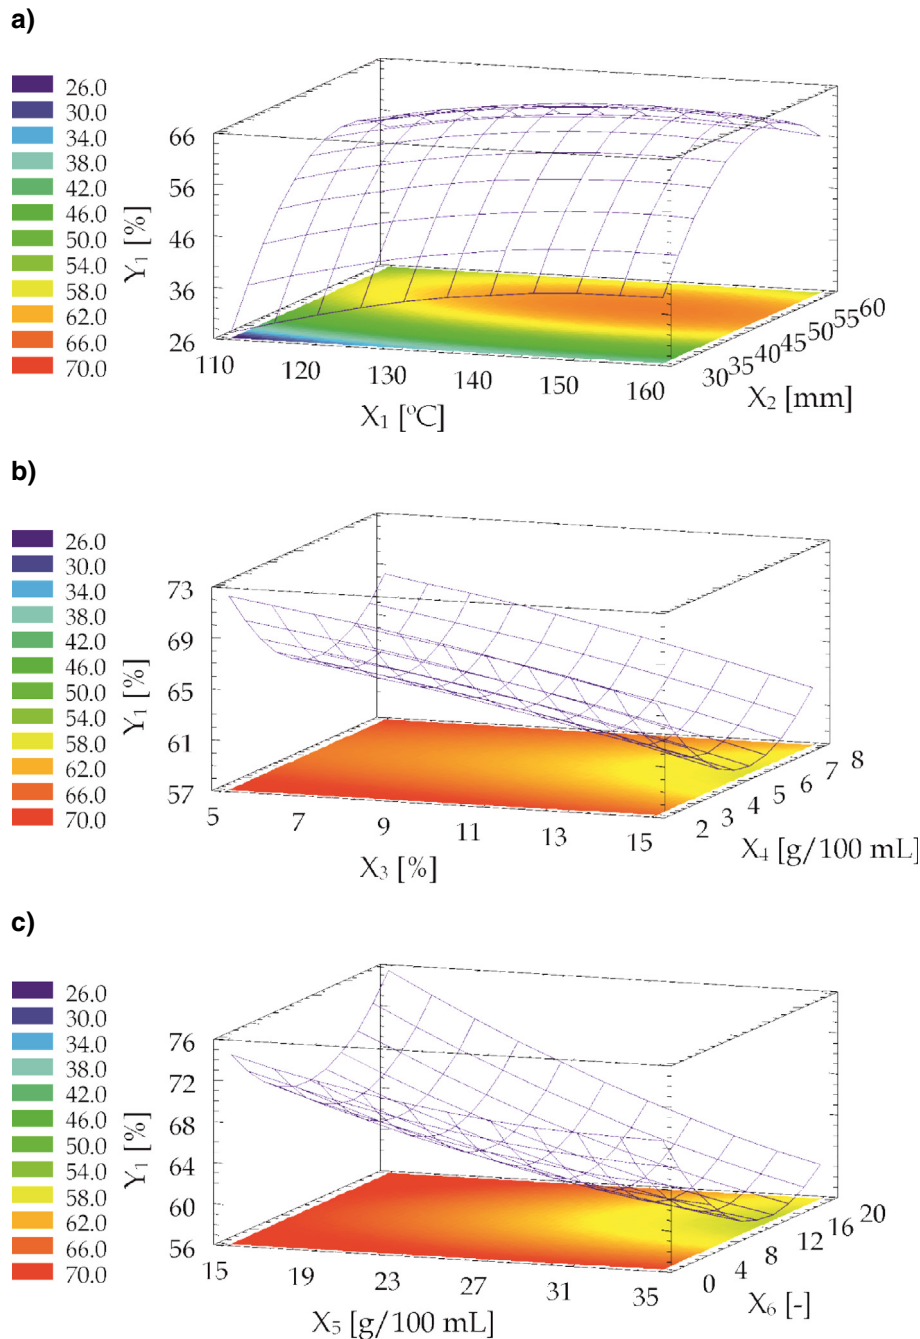 a)
26.0
30.0
34.0
38.0
42.0
46.0
50.0
54.0
58.0
62.0
66.0
70.0
Y1 [%]
66
56
46
36
26
110 120 130 140 150 160
X1 [ºC]
30 35 40 45 50 55 60
X2 [mm]
b)
26.0
30.0
34.0
38.0
42.0
46.0
50.0
54.0
58.0
62.0
66.0
70.0
Y1 [%]
73
69
65
61
57
5 7 9 11 13 15
X3 [%]
2 3 4 5 6 7 8
X4 [g/100 mL]
c)
26.0
30.0
34.0
38.0
42.0
46.0
50.0
54.0
58.0
62.0
66.0
70.0
Y1 [%]
76
72
68
64
60
56
15 19 23 27 31 35
X5 [g/100 mL]
0 4 8 12 16 20
X6 [-]